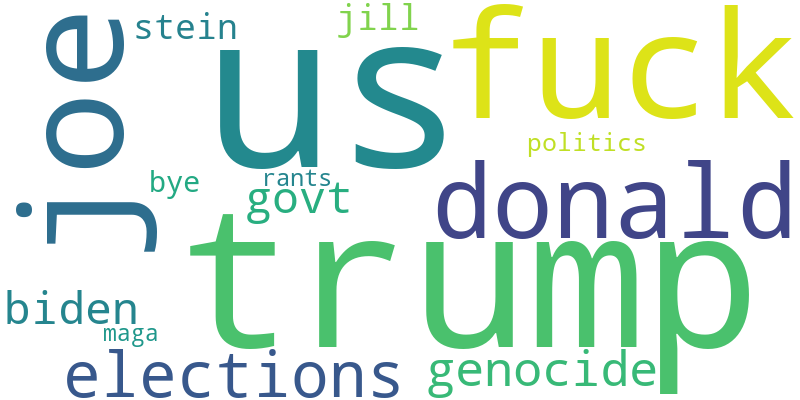 joe
stein
jill
us
fuck
politics
bye
rants
govt
donald
trump
biden
maga
elections
genocide